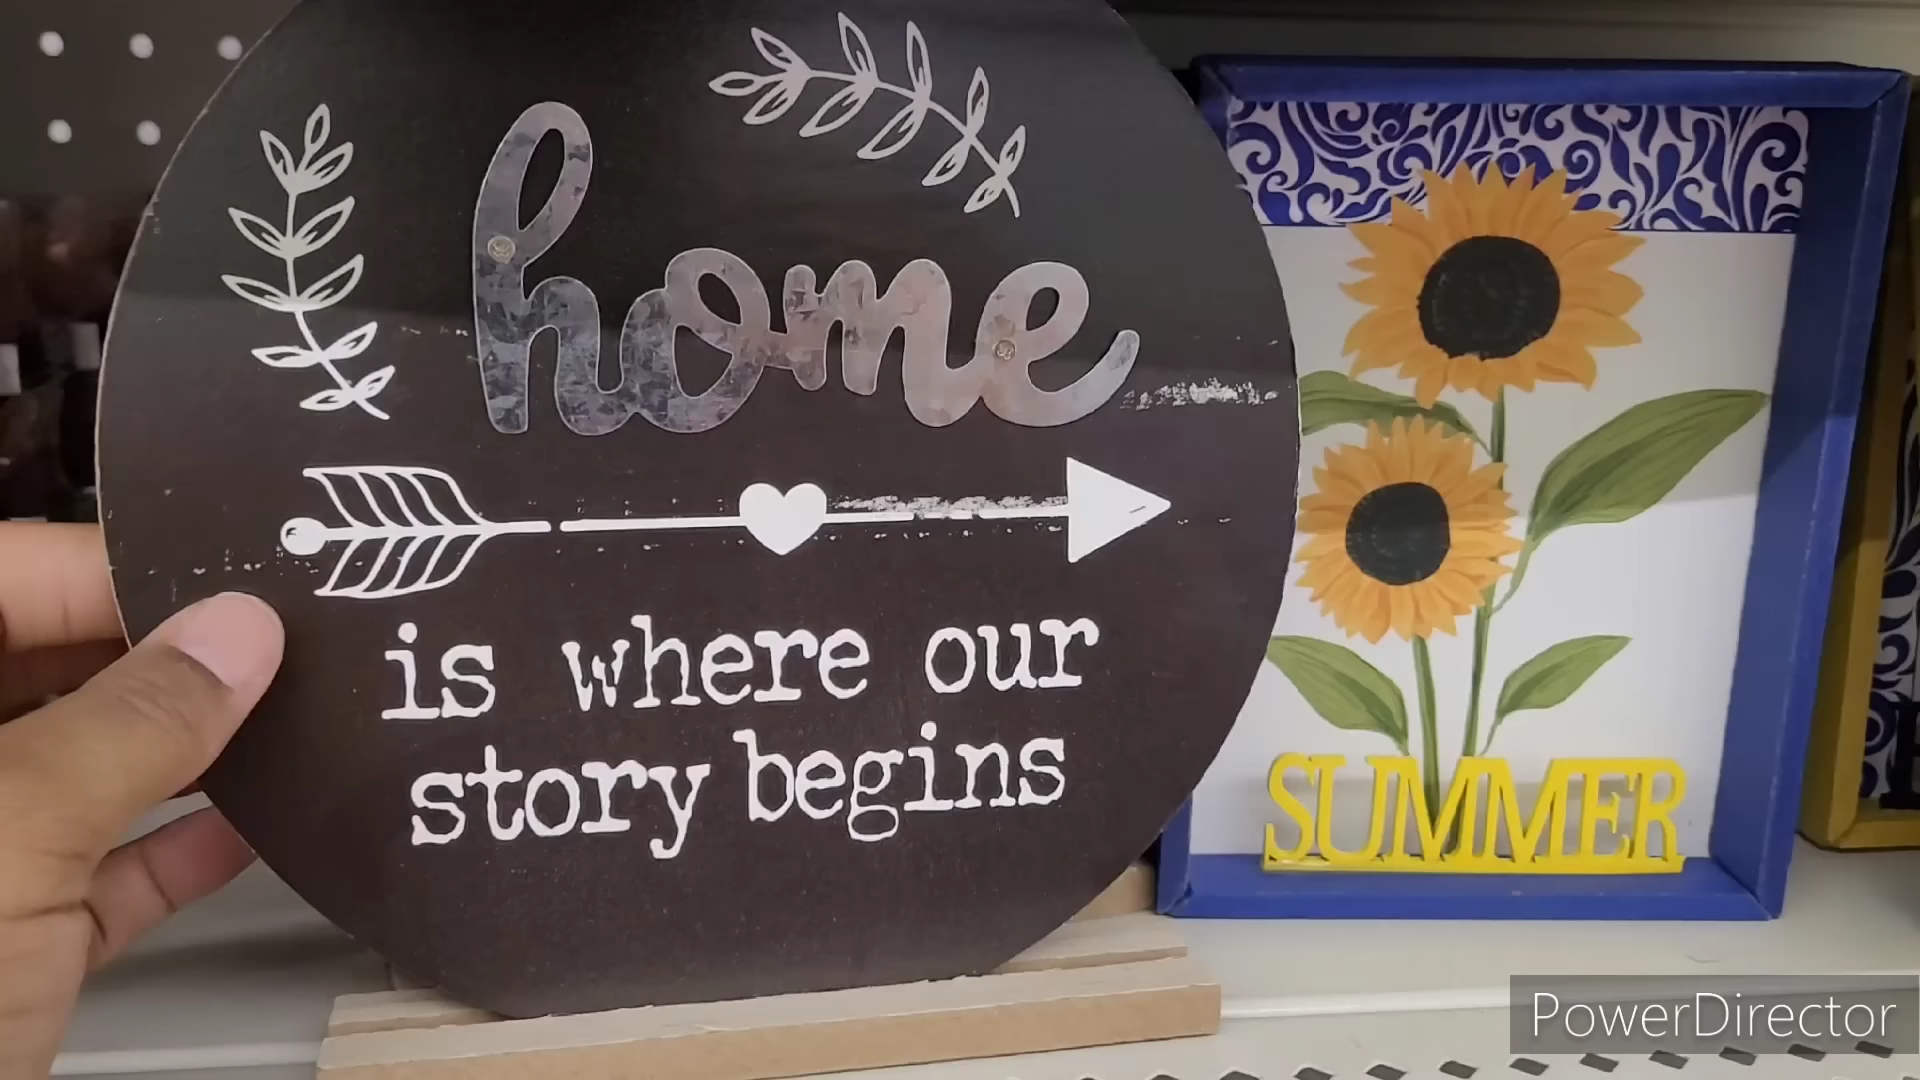 home
is where our
story begins
SUMMER
PowerDirector